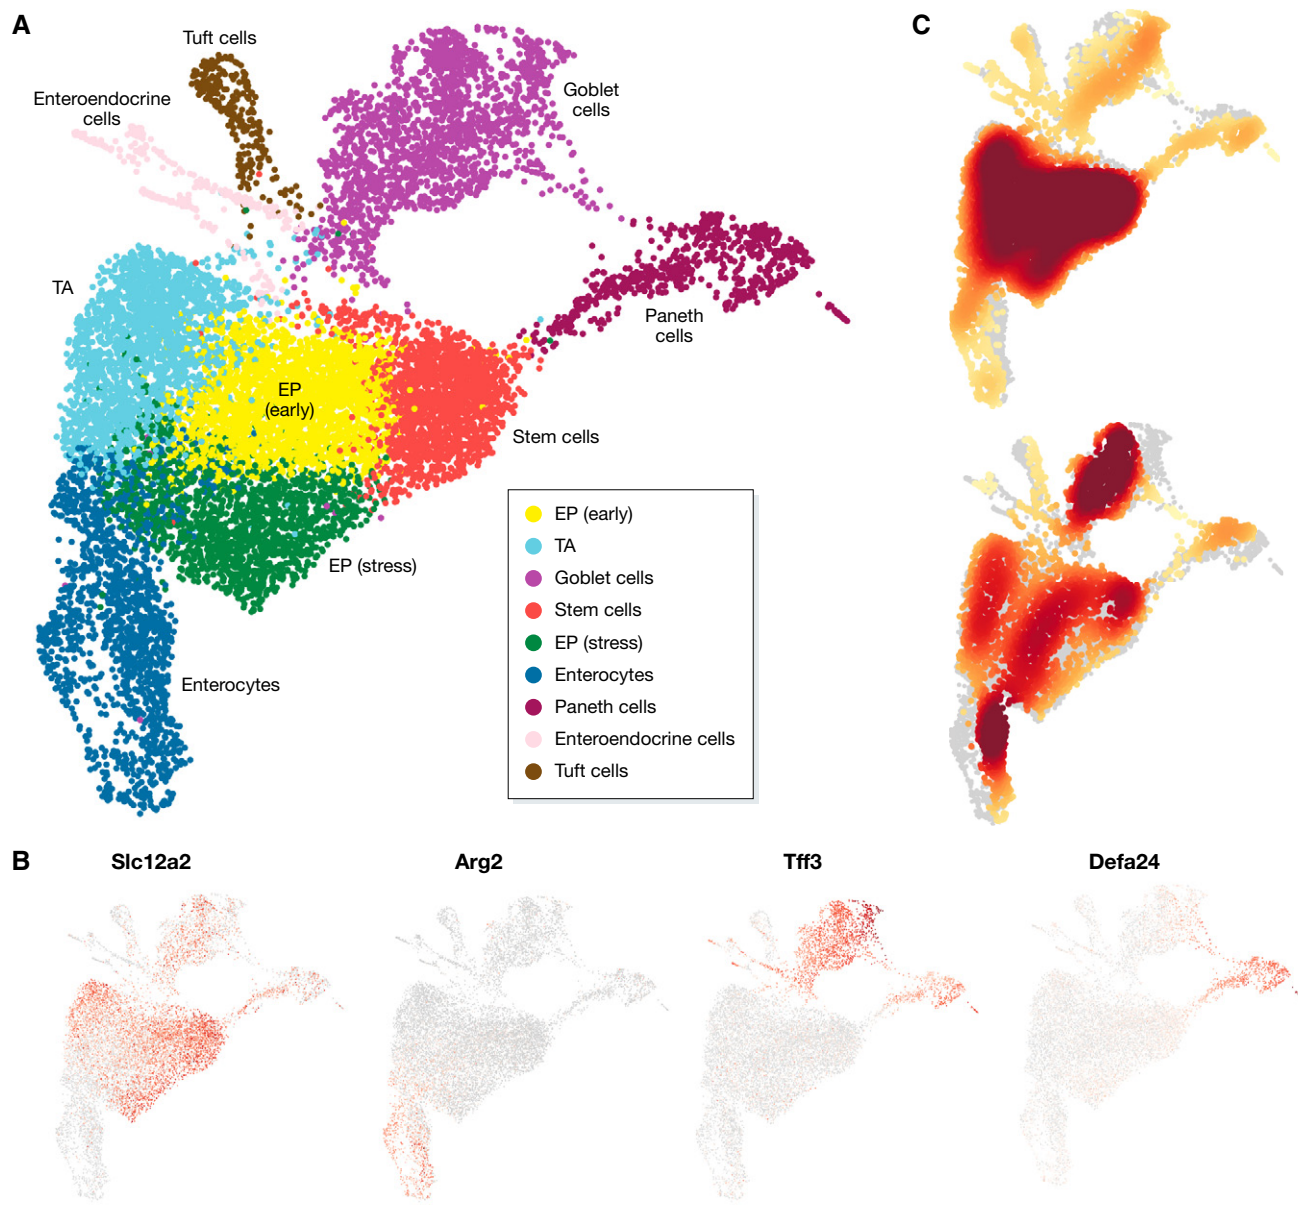 A
C
Tuft cells
Enteroendocrine
cells
Goblet
cells
TA
Paneth
cells
EP
(early)
Stem cells
EP (stress)
Enterocytes
EP (early)
TA
Goblet cells
Stem cells
EP (stress)
Enterocytes
Paneth cells
Enteroendocrine cells
Tuft cells
B
Slc12a2
Arg2
Tff3
Defa24